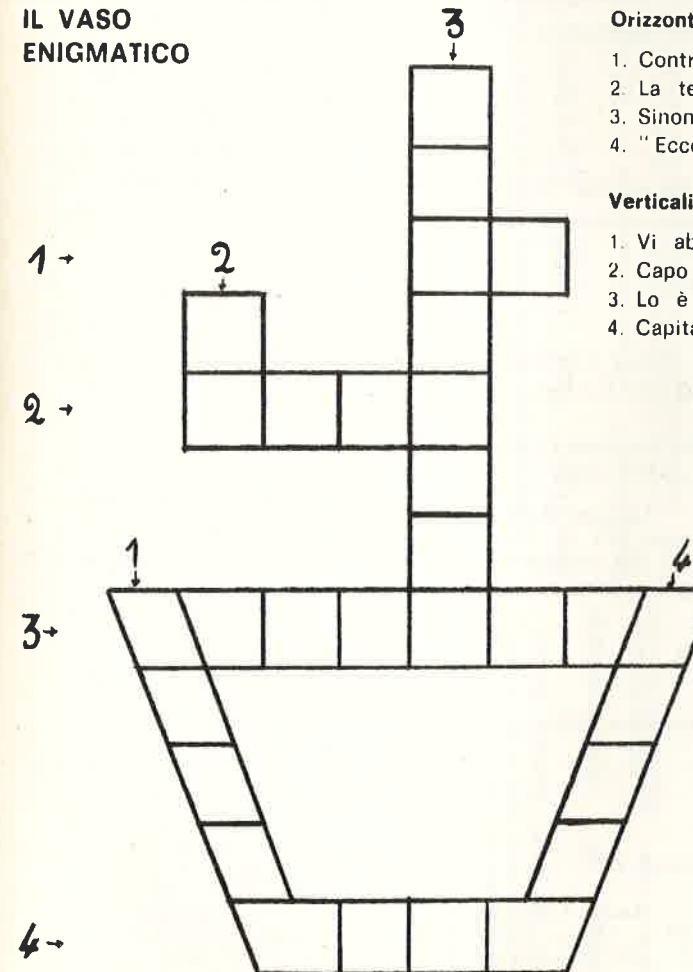 IL VASO
ENIGMATICO
3
1
2
2
1
4
3
4
Orizzont
1. Contr
2. La te
3. Sinon
4. "Ecco
Verticali
1. Vi ab
2. Capo
3. Lo è
4. Capita